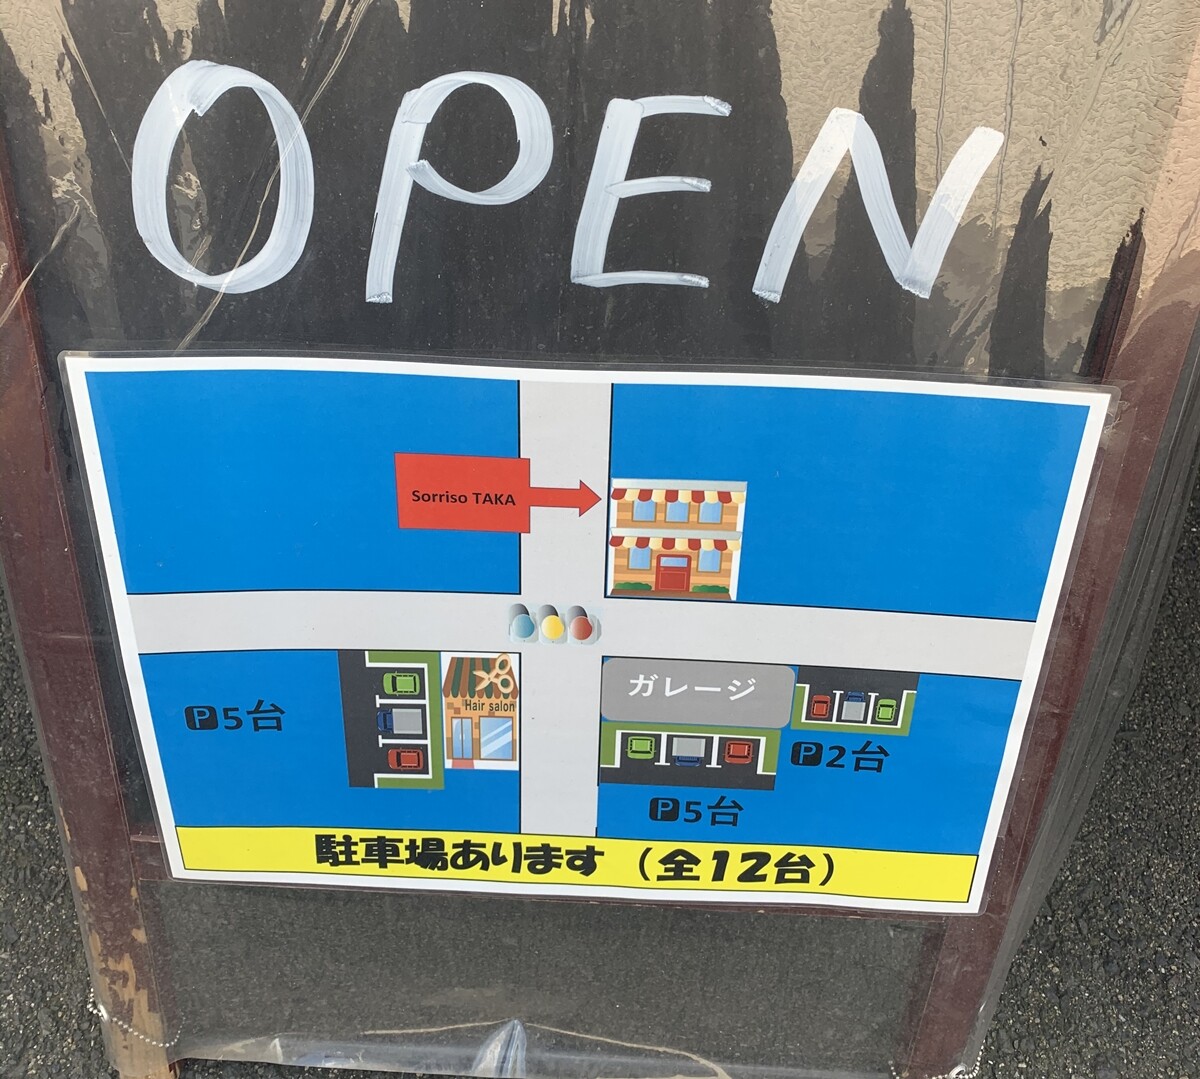 OPEN
Sorriso TAKA
Hair salon
ガレージ
P5台
P2台
P5台
駐車場あります（全12台）